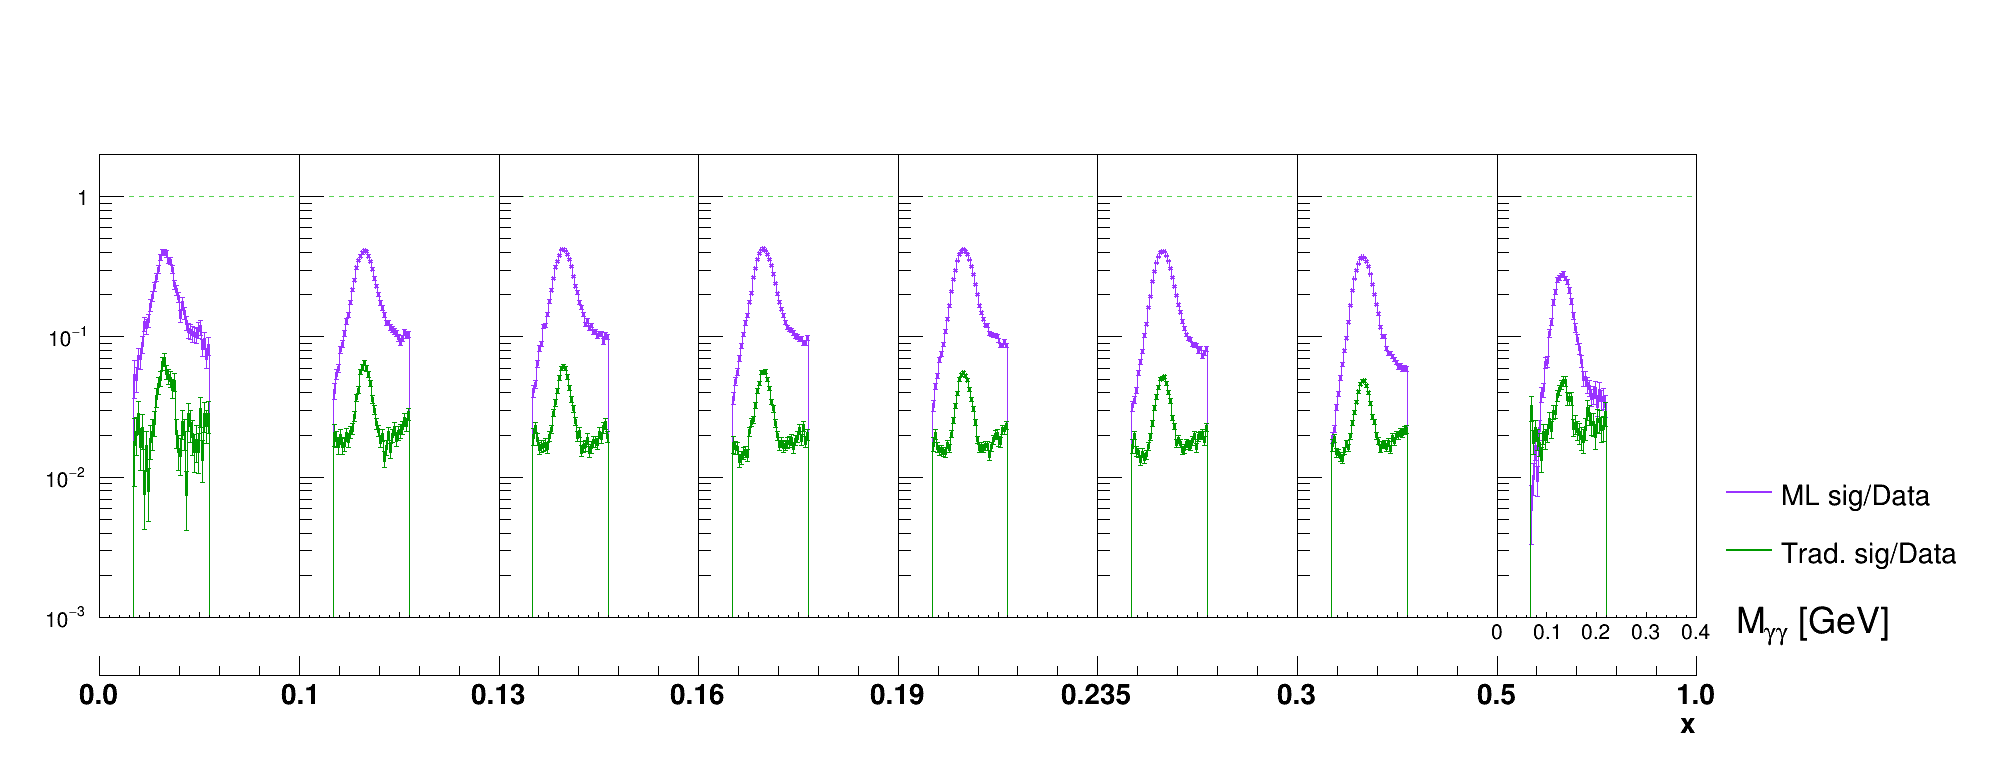 1
10⁻¹
10⁻²
10⁻³
ML sig/Data
Trad. sig/Data
0 0.1 0.2 0.3 0.4
Mγγ [GeV]
0.0 0.1 0.13 0.16 0.19 0.235 0.3 0.5 1.0
x